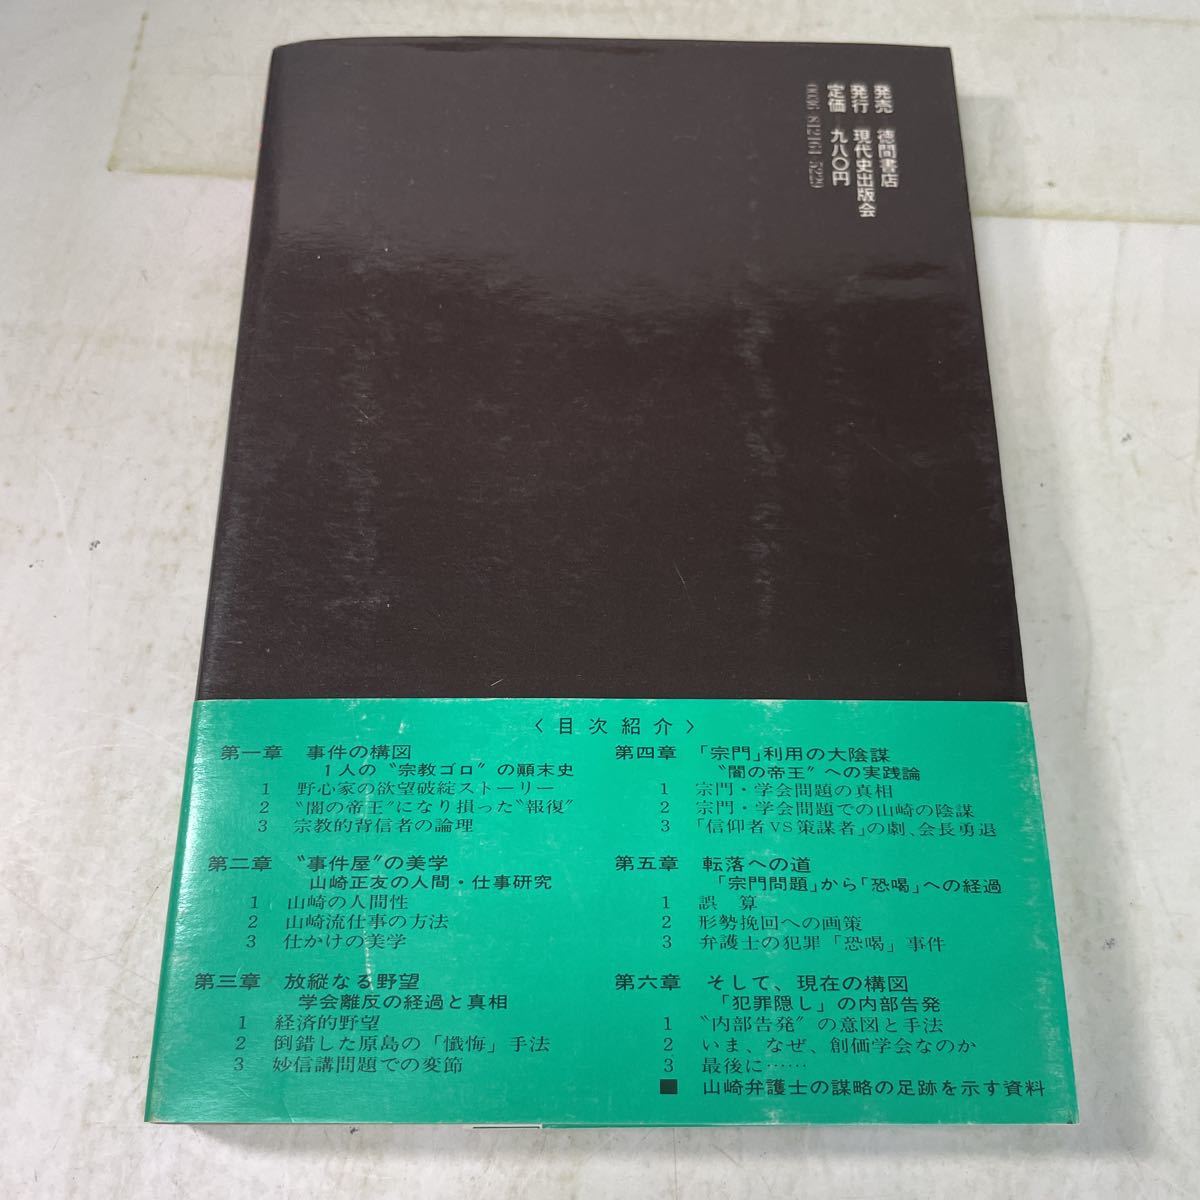 発売 徳間書店
発行 現代史出版会
定価 九八〇円
0036-812161-5229
〈目次紹介〉
第一章 事件の構図
1人の〝宗教ゴロ〟の顚末史
1 野心家の欲望破綻ストーリー
2 〝闇の帝王〟になり損った〝報復〟
3 宗教的背信者の論理
第二章 〝事件屋〟の美学
山崎正友の人間・仕事研究
1 山崎の人間性
2 山崎流仕事の方法
3 仕かけの美学
第三章 放縦なる野望
学会離反の経過と真相
1 経済的野望
2 倒錯した原島の「懺悔」手法
3 妙信講問題での変節
第四章 「宗門」利用の大陰謀
〝闇の帝王〟への実践論
1 宗門・学会問題の真相
2 宗門・学会問題での山崎の陰謀
3 「信仰者VS策謀者」の劇、会長勇退
第五章 転落への道
「宗門問題」から「恐喝」への経過
1 誤算
2 形勢挽回への画策
3 弁護士の犯罪「恐喝」事件
第六章 そして、現在の構図
「犯罪隠し」の内部告発
1 〝内部告発〟の意図と手法
2 いま、なぜ、創価学会なのか
3 最後に……
■ 山崎弁護士の謀略の足跡を示す資料